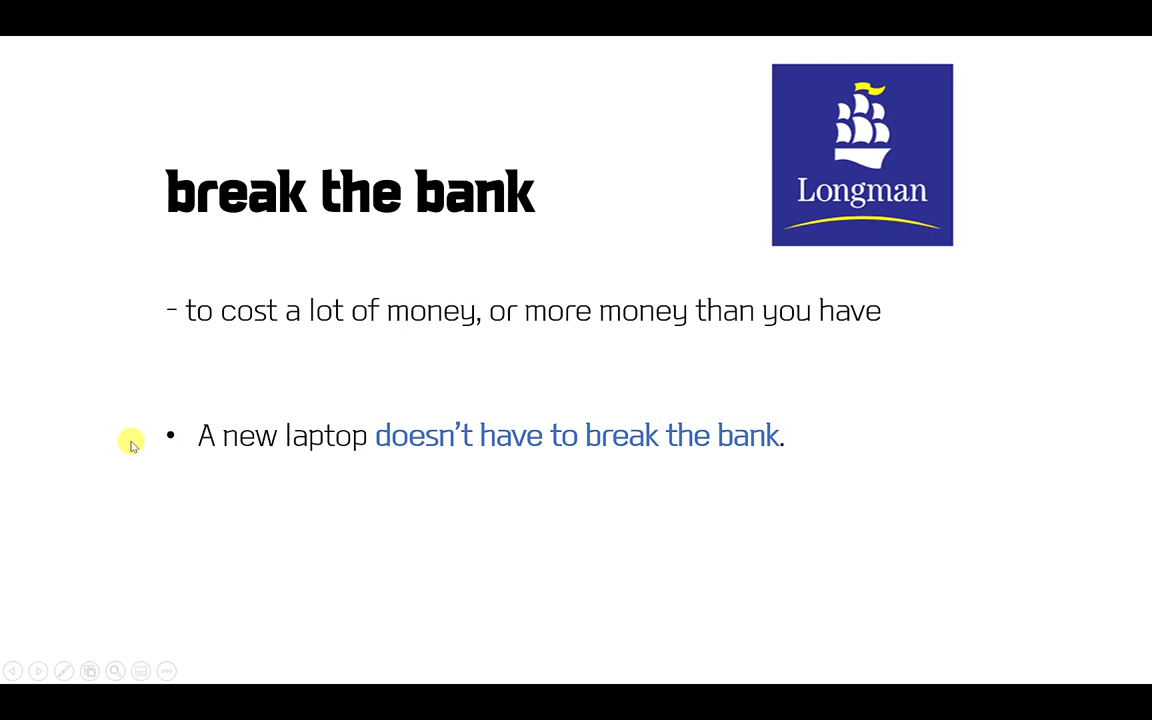 Longman
break the bank
- to cost a lot of money, or more money than you have
• A new laptop doesn't have to break the bank.